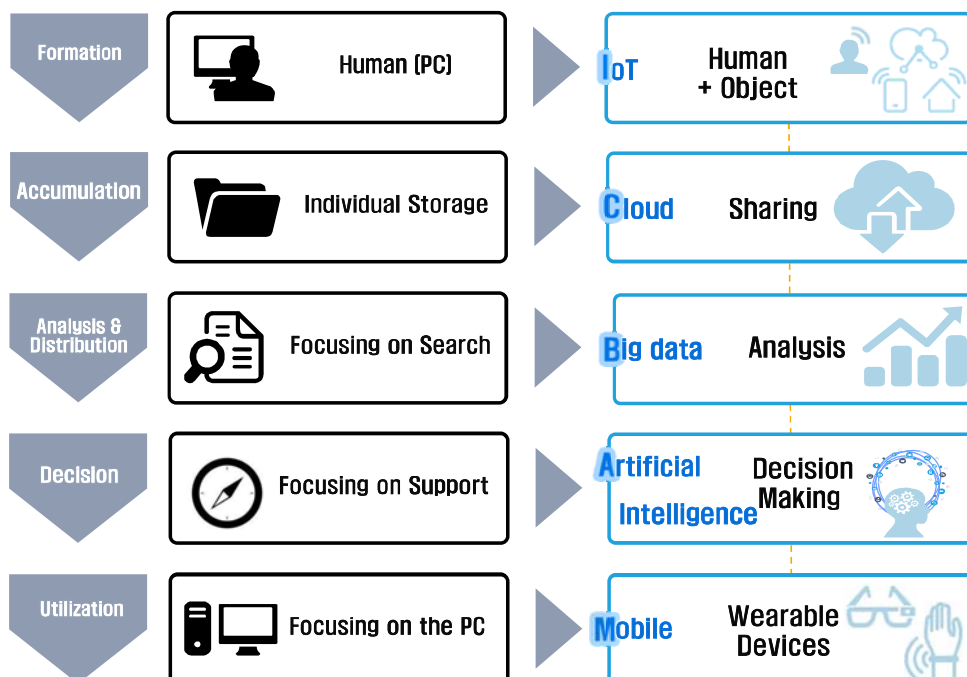 Formation
Human (PC)
IoT
Human
+ Object
Accumulation
Individual Storage
Cloud
Sharing
Analysis &
Distribution
Focusing on Search
Big data
Analysis
Decision
Focusing on Support
Artificial
Intelligence
Decision
Making
Utilization
Focusing on the PC
Mobile
Wearable
Devices